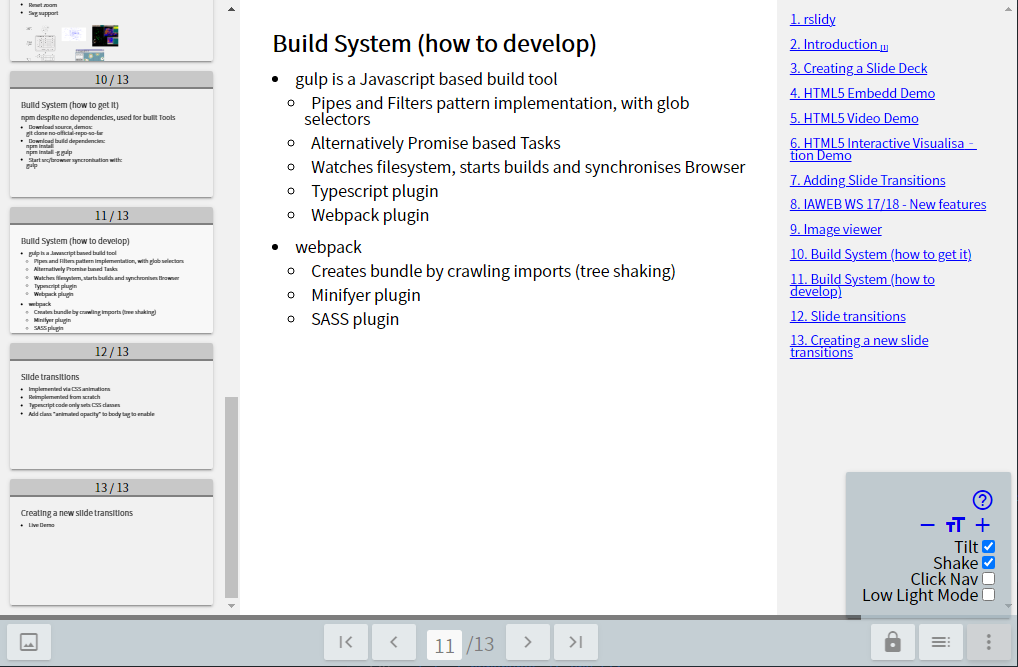 Reset zoom
Svg support
10 / 13
Build System (how to get it)
npm despite no dependencies, used for built Tools
Download source, demos:
git clone no-official-repo-so-far
Download build dependencies:
npm install
npm install -g gulp
Start src/browser syncronisation with:
gulp
11 / 13
Build System (how to develop)
gulp is a Javascript based build tool
Pipes and Filters pattern implementation, with glob selectors
Alternatively Promise based Tasks
Watches filesystem, starts builds and synchronises Browser
Typescript plugin
Webpack plugin
webpack
Creates bundle by crawling imports (tree shaking)
Minifyer plugin
SASS plugin
12 / 13
Slide transitions
Implemented via CSS animations
Reimplemented from scratch
Typescript code only sets CSS classes
Add class "animated opacity" to body tag to enable
13 / 13
Creating a new slide transitions
Live Demo
Build System (how to develop)
gulp is a Javascript based build tool
Pipes and Filters pattern implementation, with glob
selectors
Alternatively Promise based Tasks
Watches filesystem, starts builds and synchronises Browser
Typescript plugin
Webpack plugin
webpack
Creates bundle by crawling imports (tree shaking)
Minifyer plugin
SASS plugin
1. rslidy
2. Introduction [1]
3. Creating a Slide Deck
4. HTML5 Embedd Demo
5. HTML5 Video Demo
6. HTML5 Interactive Visualisa -
tion Demo
7. Adding Slide Transitions
8. IAWEB WS 17/18 - New features
9. Image viewer
10. Build System (how to get it)
11. Build System (how to
develop)
12. Slide transitions
13. Creating a new slide
transitions
?
− TT +
Tilt
Shake
Click Nav
Low Light Mode
11 /13